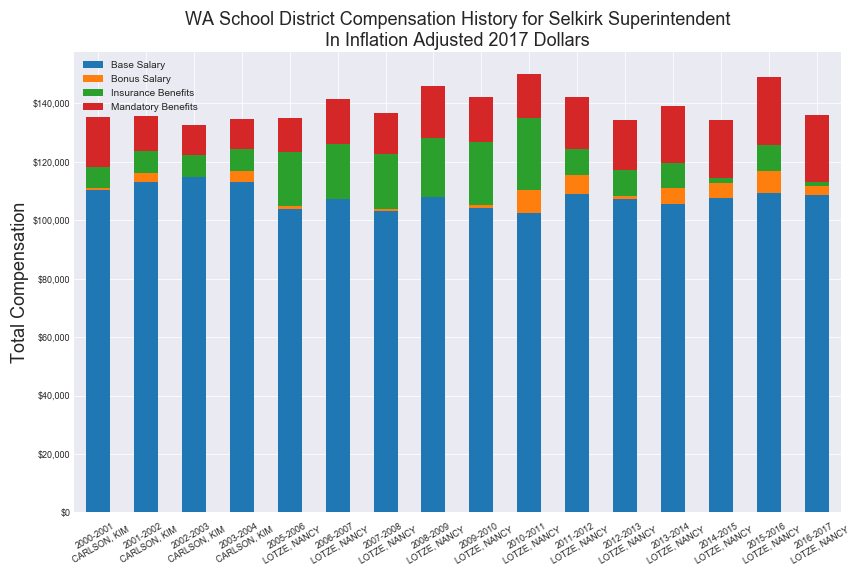 WA School District Compensation History for Selkirk Superintendent
In Inflation Adjusted 2017 Dollars
Base Salary
Bonus Salary
Insurance Benefits
Mandatory Benefits
Total Compensation
$140,000
$120,000
$100,000
$80,000
$60,000
$40,000
$20,000
$0
2000-2001
CARLSON, KIM
2001-2002
CARLSON, KIM
2002-2003
CARLSON, KIM
2003-2004
CARLSON, KIM
2005-2006
LOTZE, NANCY
2006-2007
LOTZE, NANCY
2007-2008
LOTZE, NANCY
2008-2009
LOTZE, NANCY
2009-2010
LOTZE, NANCY
2010-2011
LOTZE, NANCY
2011-2012
LOTZE, NANCY
2012-2013
LOTZE, NANCY
2013-2014
LOTZE, NANCY
2014-2015
LOTZE, NANCY
2015-2016
LOTZE, NANCY
2016-2017
LOTZE, NANCY